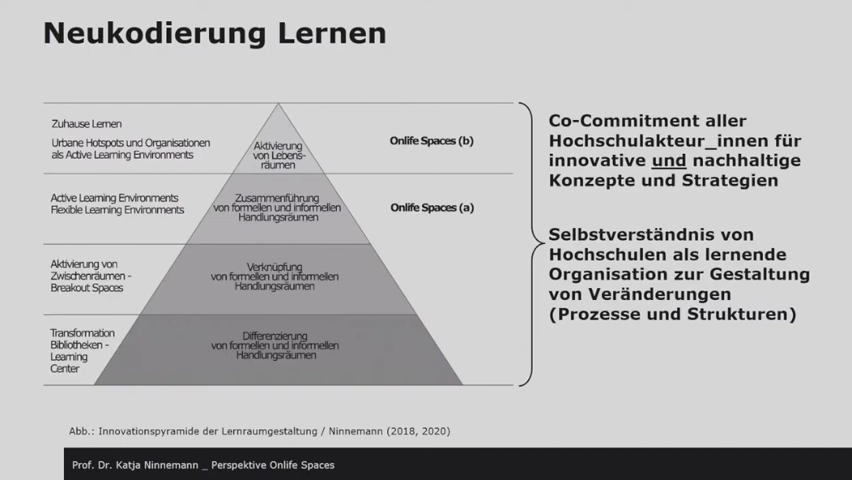 Neukodierung Lernen
Zuhause Lernen
Urbane Hotspots und Organisationen
als Active Learning Environments
Aktivierung
von Lebens-
räumen
Onlife Spaces (b)
Active Learning Environments
Flexible Learning Environments
Zusammenführung
von formellen und informellen
Handlungsräumen
Onlife Spaces (a)
Aktivierung von
Zwischenräumen -
Breakout Spaces
Verknüpfung
von formellen und informellen
Handlungsräumen
Transformation
Bibliotheken -
Learning
Center
Differenzierung
von formellen und informellen
Handlungsräumen
Co-Commitment aller
Hochschulakteur_innen für
innovative und nachhaltige
Konzepte und Strategien
Selbstverständnis von
Hochschulen als lernende
Organisation zur Gestaltung
von Veränderungen
(Prozesse und Strukturen)
Abb.: Innovationspyramide der Lernraumgestaltung / Ninnemann (2018, 2020)
Prof. Dr. Katja Ninnemann _ Perspektive Onlife Spaces